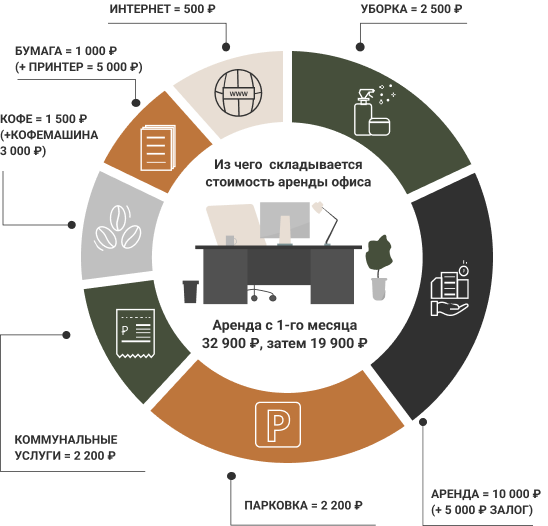 ИНТЕРНЕТ = 500 ₽
УБОРКА = 2 500 ₽
БУМАГА = 1 000 ₽
(+ ПРИНТЕР = 5 000 ₽)
WWW
КОФЕ = 1 500 ₽
(+КОФЕМАШИНА
3 000 ₽)
Из чего складывается
стоимость аренды офиса
Аренда с 1-го месяца
32 900 ₽, затем 19 900 ₽
₽
P
КОММУНАЛЬНЫЕ
УСЛУГИ = 2 200 ₽
ПАРКОВКА = 2 200 ₽
АРЕНДА = 10 000 ₽
(+ 5 000 ₽ ЗАЛОГ)